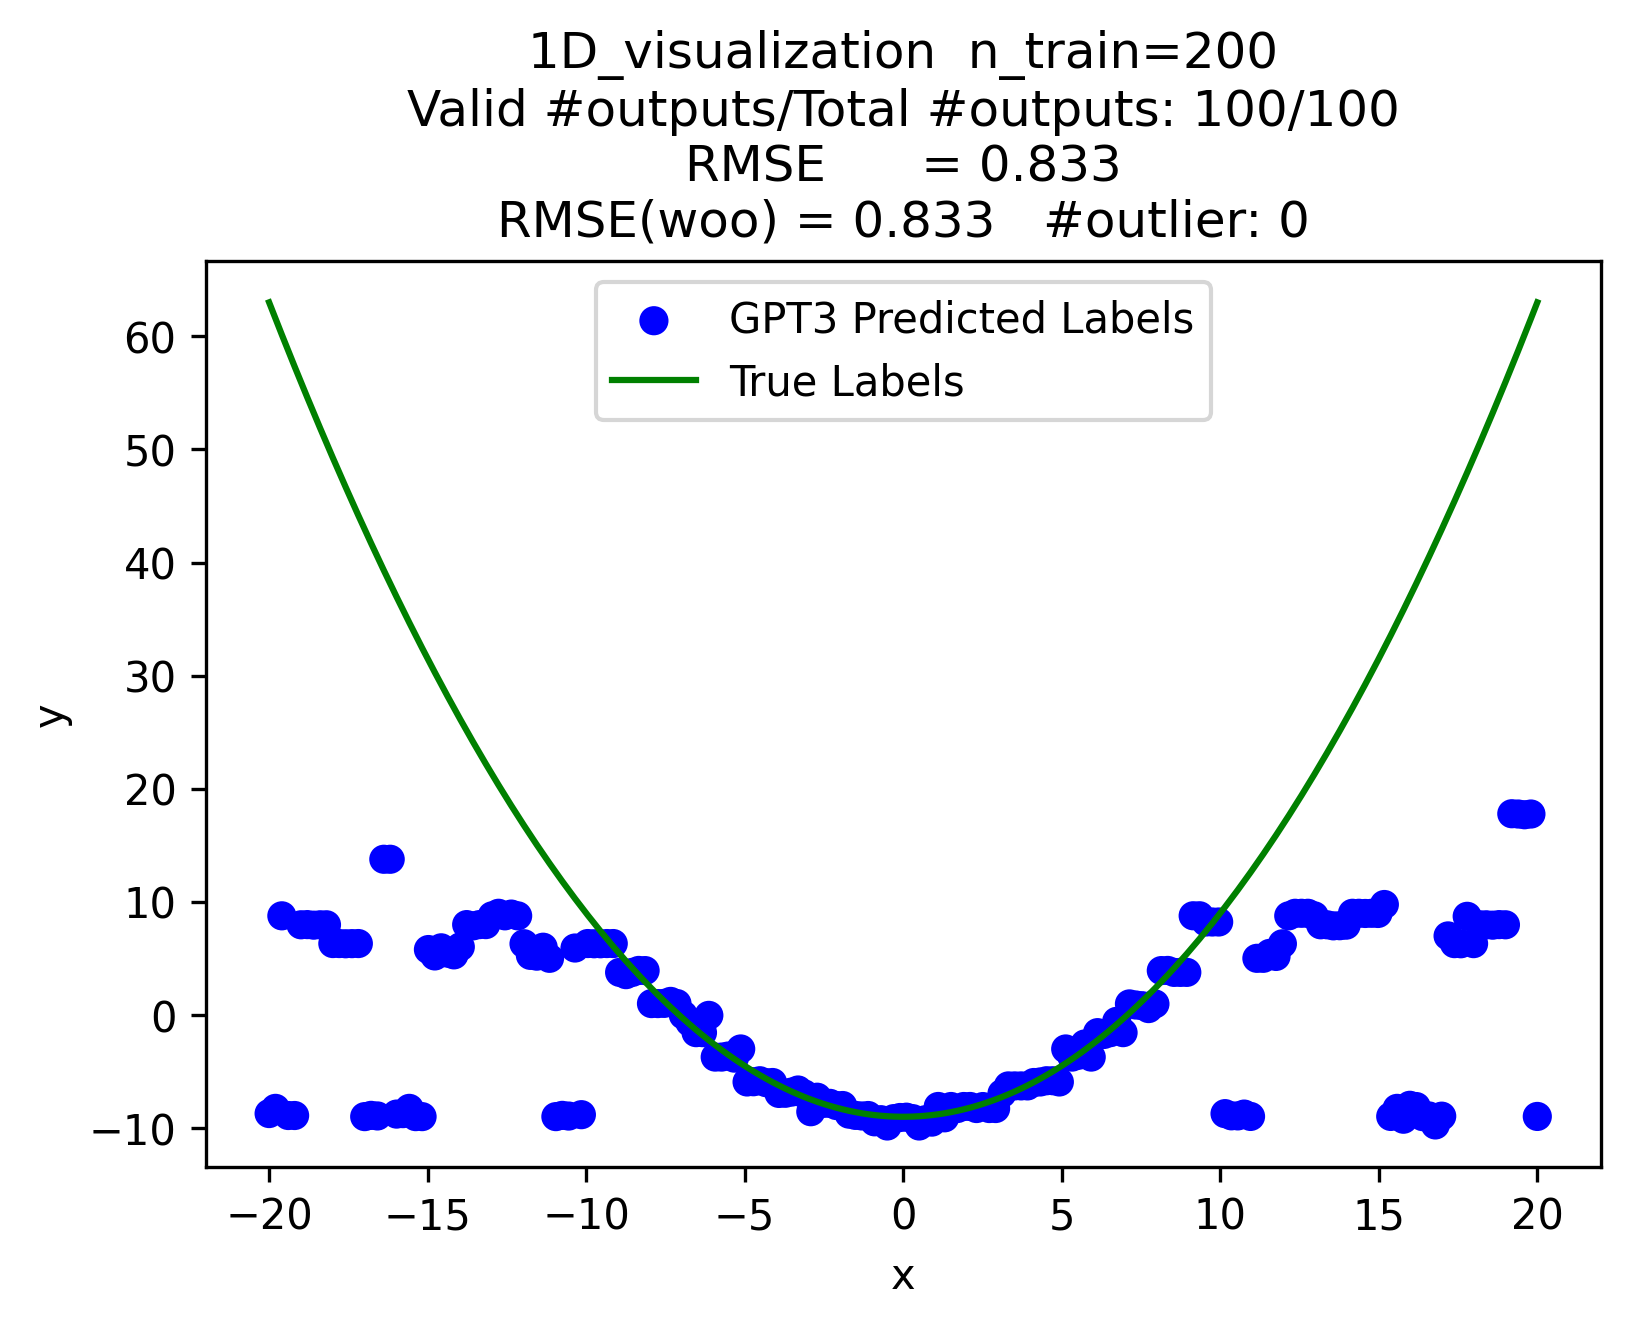 1D_visualization  n_train=200
Valid #outputs/Total #outputs: 100/100
RMSE      = 0.833
RMSE(woo) = 0.833   #outlier: 0
GPT3 Predicted Labels
True Labels
60
50
40
30
20
10
0
−10
y
−20 −15 −10 −5 0 5 10 15 20
x